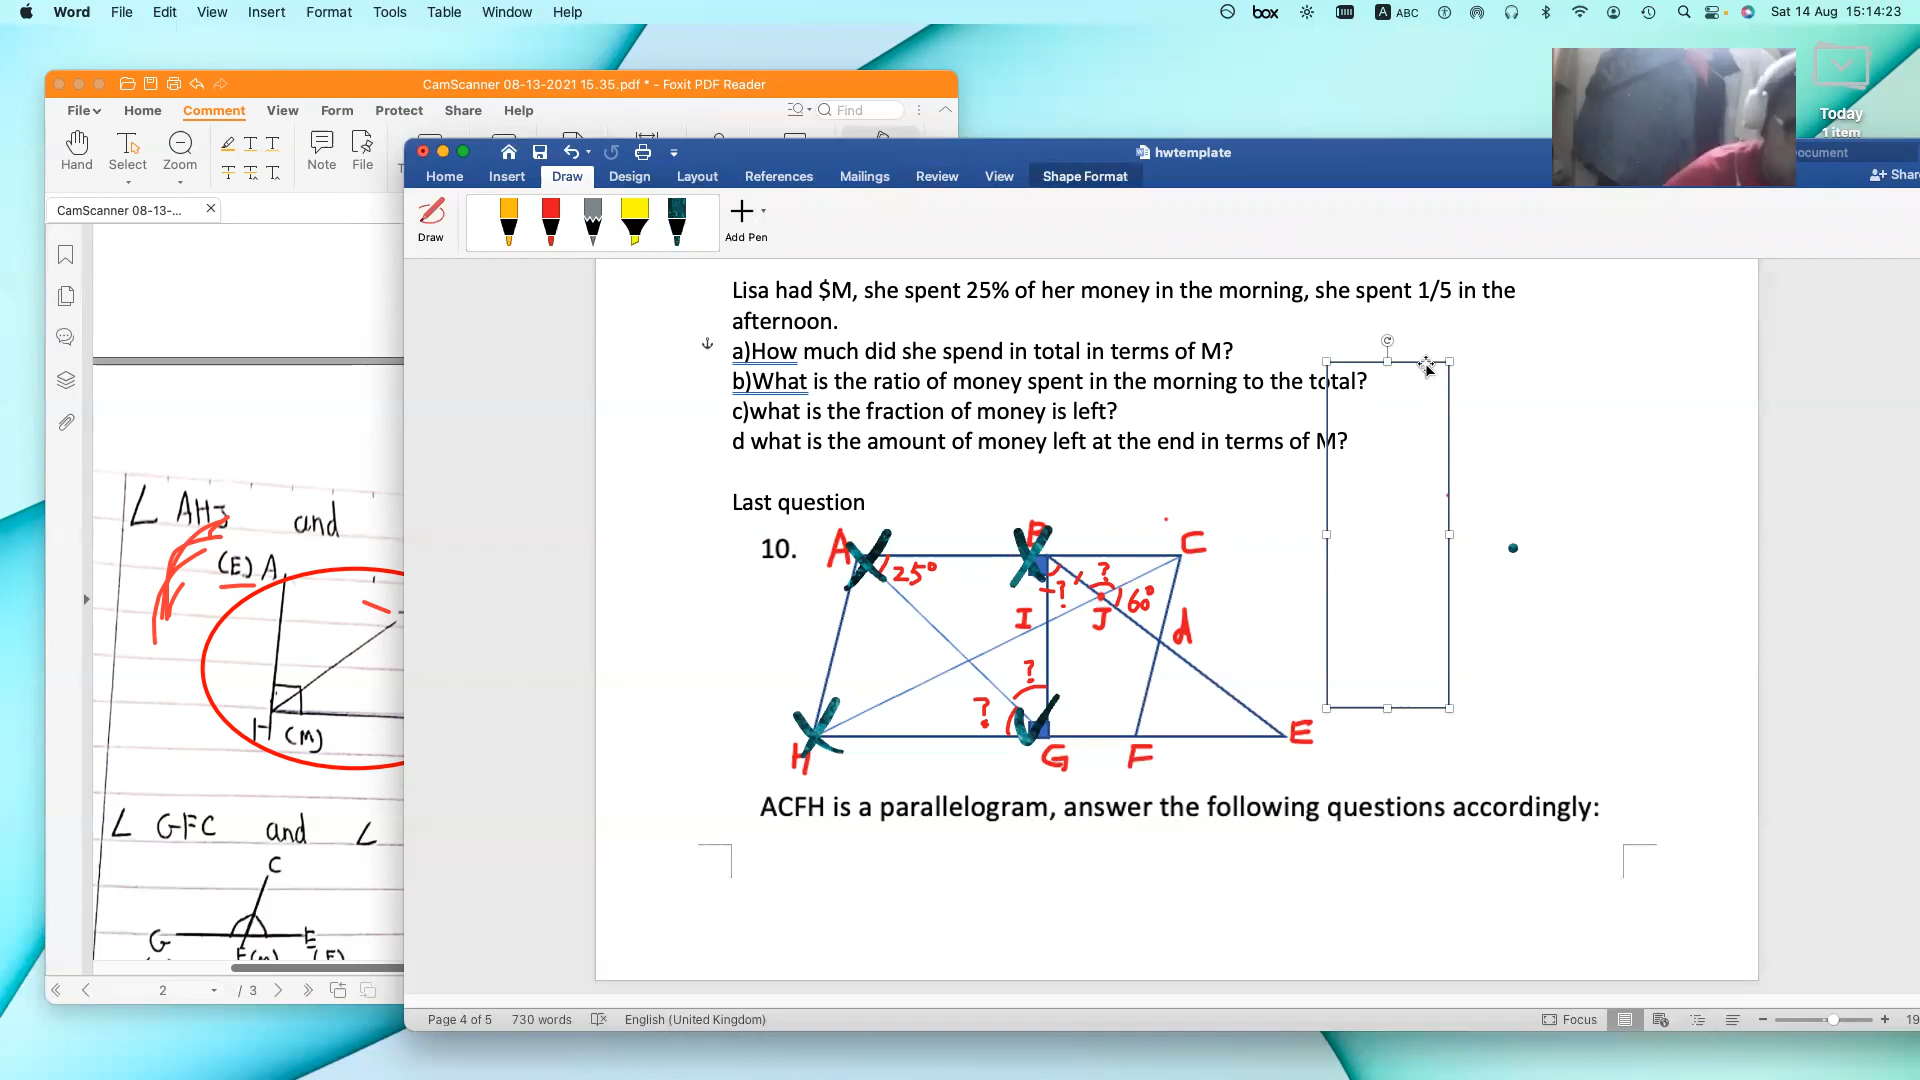 Word File Edit View Insert Format Tools Table Window Help
box A ABC Sat 14 Aug 15:14:23
CamScanner 08-13-2021 15.35.pdf * - Foxit PDF Reader
File Home Comment View Form Protect Share Help
Find
Hand Select Zoom Note File
CamScanner 08-13-...
Today
1 item
hwtemplate
ocument
Home Insert Draw Design Layout References Mailings Review View Shape Format
Shar
Draw Add Pen
Lisa had $M, she spent 25% of her money in the morning, she spent 1/5 in the
afternoon.
a)How much did she spend in total in terms of M?
b)What is the ratio of money spent in the morning to the total?
c)what is the fraction of money is left?
d what is the amount of money left at the end in terms of M?
Last question
10.
A B C
25° ? ? 60°
I J d
? ?
H G F E
ACFH is a parallelogram, answer the following questions accordingly:
∠ AHJ and
(E) A
H (M)
∠ GFC and ∠
C
G E
F(M) (F)
2 / 3
Page 4 of 5 730 words English (United Kingdom) Focus 19